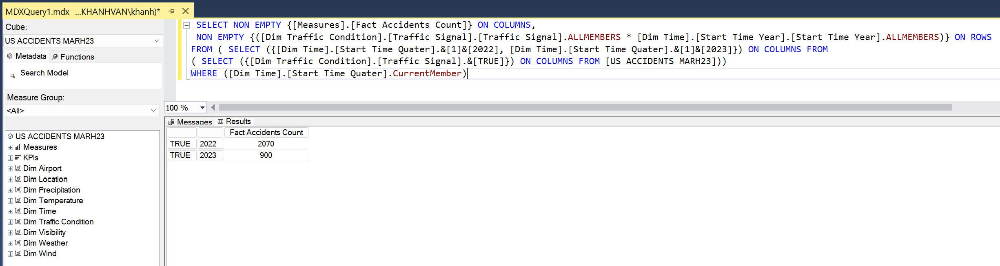 MDXQuery1.mdx -...KHANHVAN\khanh)*
Cube:
US ACCIDENTS MARH23
Metadata Functions
Search Model
Measure Group:
<All>
US ACCIDENTS MARH23
Measures
KPIs
Dim Airport
Dim Location
Dim Precipitation
Dim Temperature
Dim Time
Dim Traffic Condition
Dim Visibility
Dim Weather
Dim Wind
SELECT NON EMPTY {[Measures].[Fact Accidents Count]} ON COLUMNS,
NON EMPTY {([Dim Traffic Condition].[Traffic Signal].[Traffic Signal].ALLMEMBERS * [Dim Time].[Start Time Year].[Start Time Year].ALLMEMBERS)} ON ROWS
FROM ( SELECT ({[Dim Time].[Start Time Quater].&[1]&[2022], [Dim Time].[Start Time Quater].&[1]&[2023]}) ON COLUMNS FROM
( SELECT ({[Dim Traffic Condition].[Traffic Signal].&[TRUE]}) ON COLUMNS FROM [US ACCIDENTS MARH23]))
WHERE ([Dim Time].[Start Time Quater].CurrentMember)
100 %
Messages Results
Fact Accidents Count
TRUE 2022 2070
TRUE 2023 900